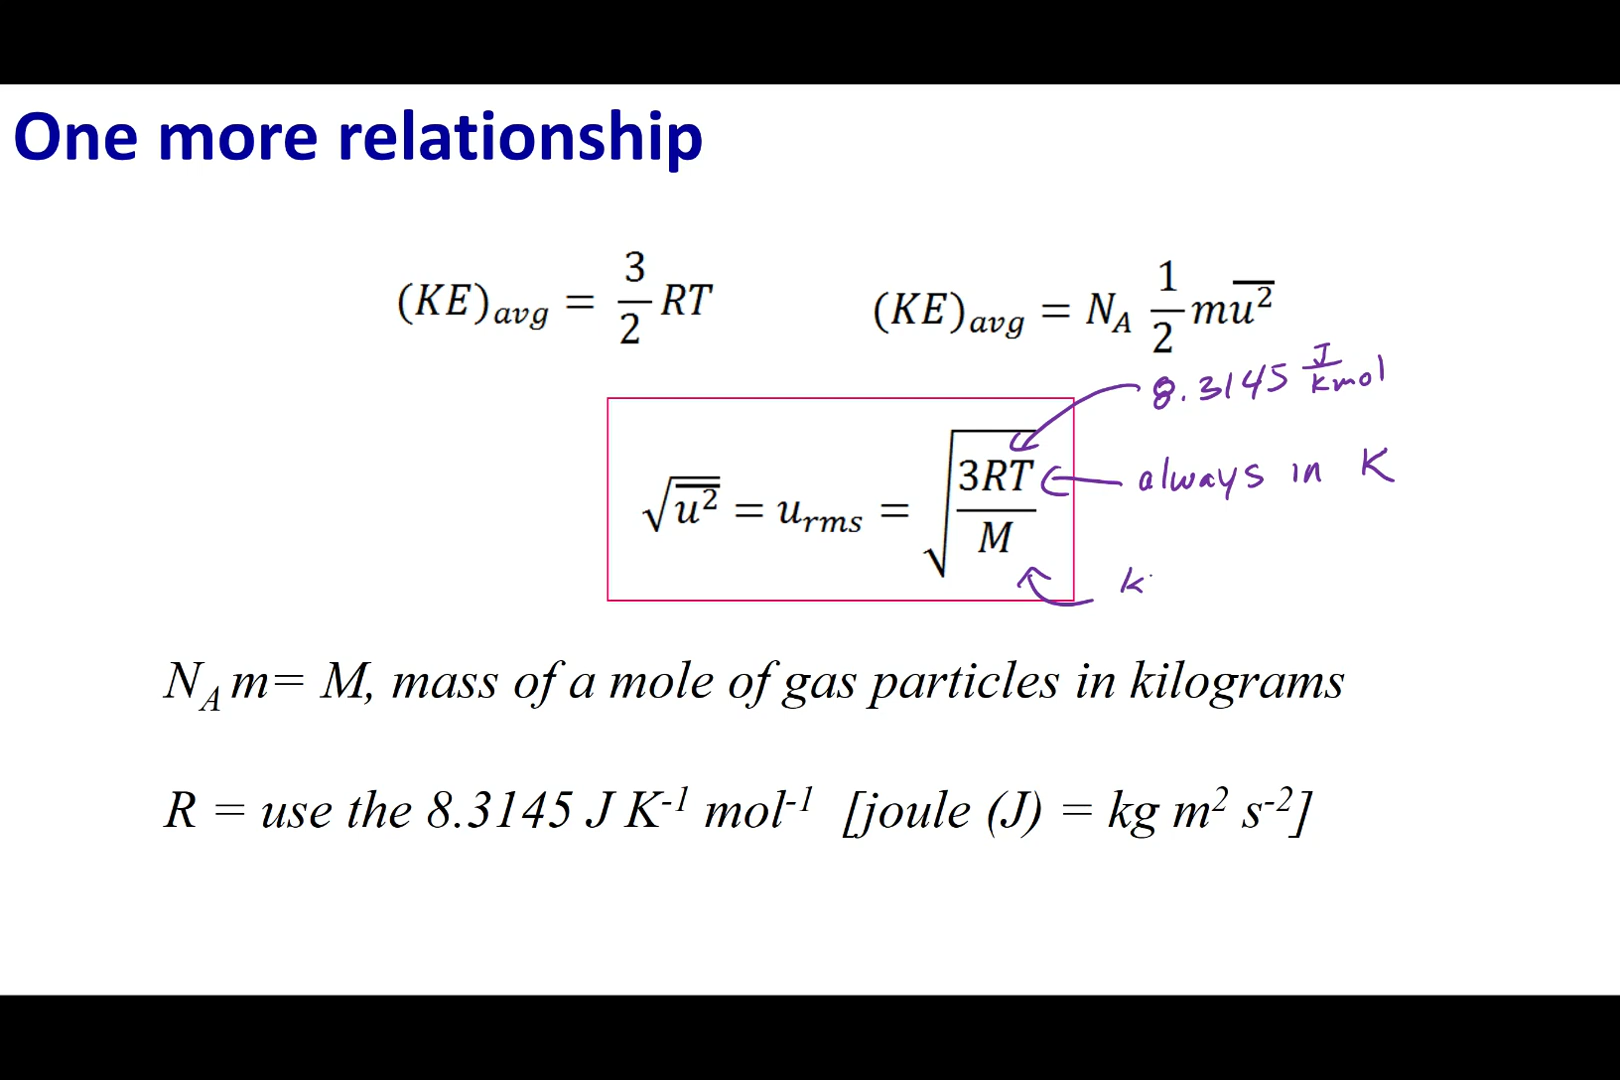 One more relationship
(KE)avg = 3/2 RT    (KE)avg = N_A 1/2 m u̅²
8.3145 J/kmol
√u̅² = u_rms = √(3RT/M)
always in K
k
N_A m= M, mass of a mole of gas particles in kilograms
R = use the 8.3145 J K⁻¹ mol⁻¹ [joule (J) = kg m² s⁻²]